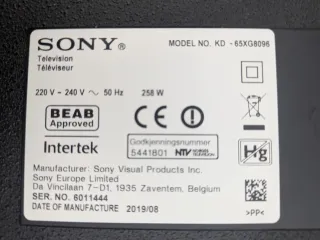 SONY®
MODEL NO. KD - 65XG8096
Television
Téléviseur
220 V - 240 V ~ 50 Hz 258 W
BEAB
Approved
CE
Intertek
Godkjenningsnummer
5441801 NTV
Hg
Manufacturer: Sony Visual Products Inc.
Sony Europe Limited
Da Vincilaan 7-D1, 1935 Zaventem, Belgium
SER. NO. 6011444
DATE OF MANUFACTURE 2019/08
>PP<